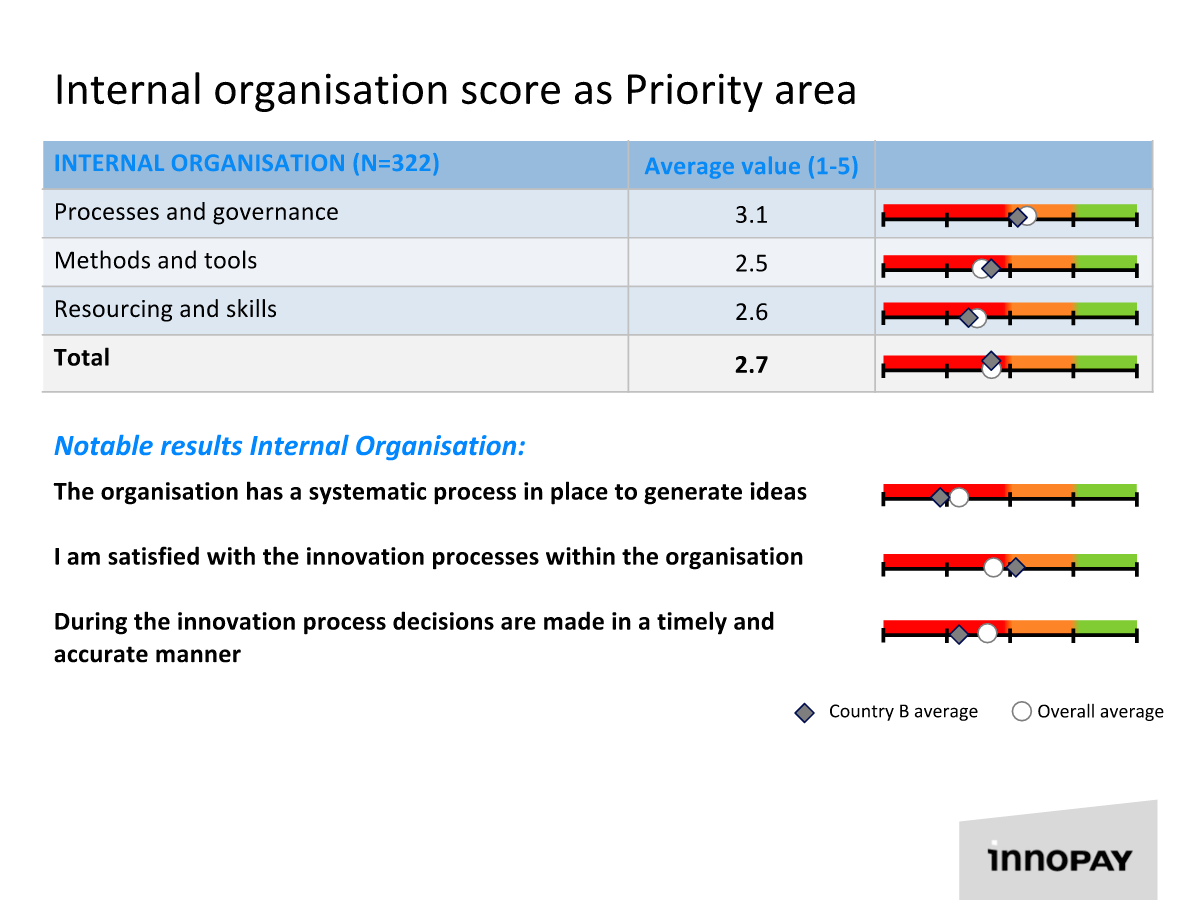 Internal organisation score as Priority area
INTERNAL ORGANISATION (N=322)
Average value (1-5)
Processes and governance
3.1
Methods and tools
2.5
Resourcing and skills
2.6
Total
2.7
Notable results Internal Organisation:
The organisation has a systematic process in place to generate ideas
I am satisfied with the innovation processes within the organisation
During the innovation process decisions are made in a timely and
accurate manner
Country B average
Overall average
innoPAY